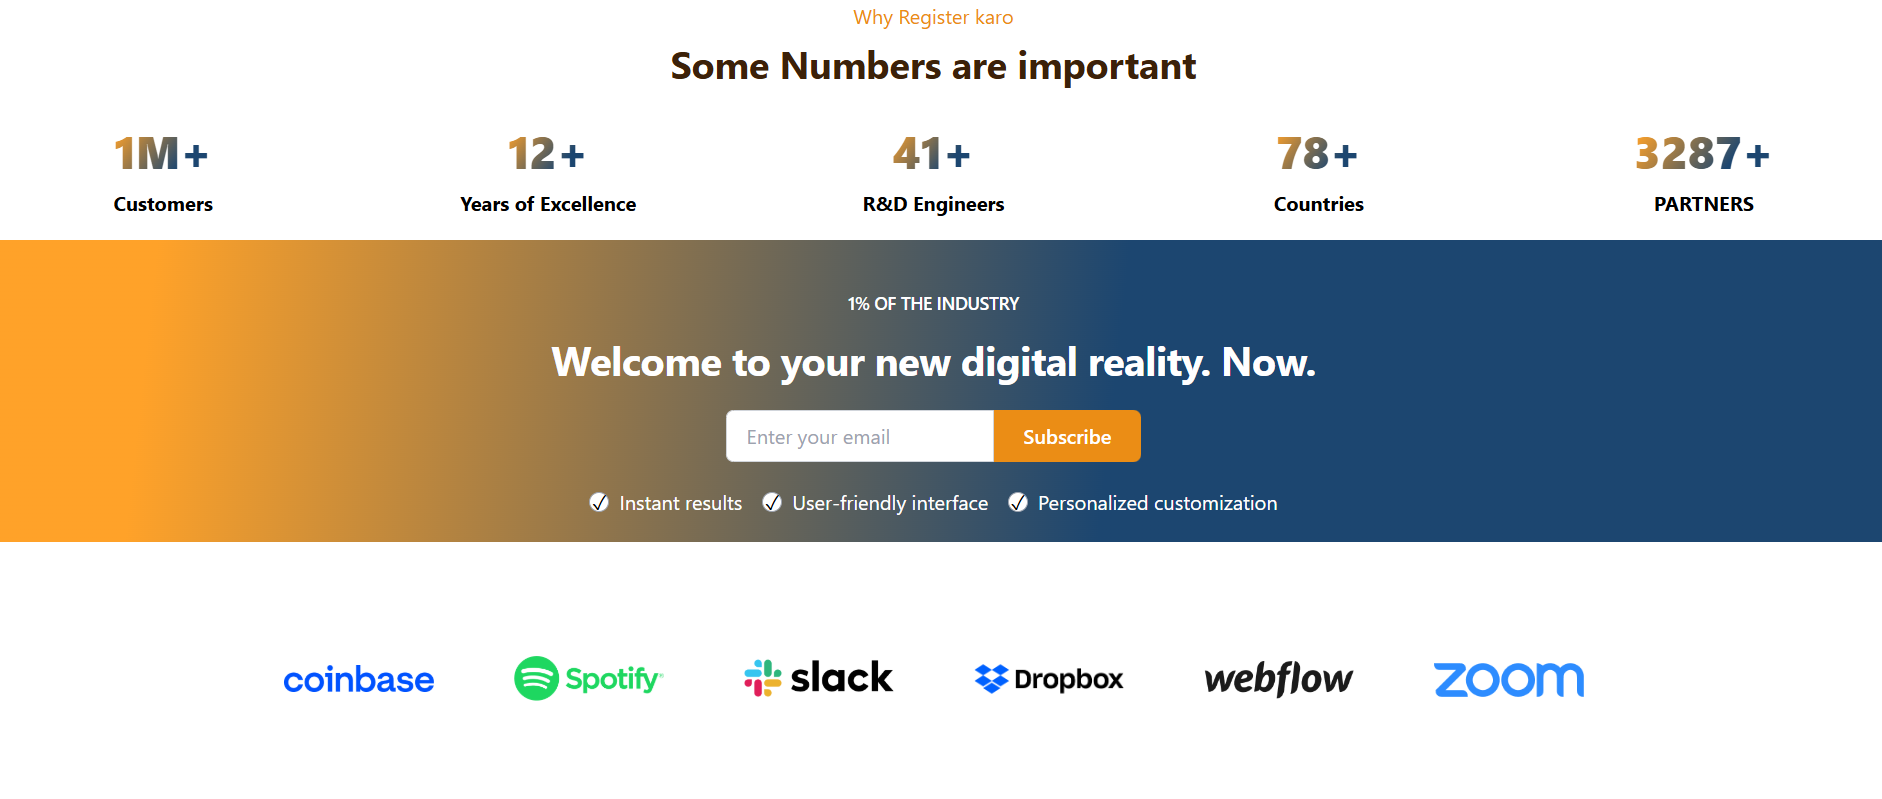 Why Register karo
Some Numbers are important
1M+ 12+ 41+ 78+ 3287+
Customers Years of Excellence R&D Engineers Countries PARTNERS
1% OF THE INDUSTRY
Welcome to your new digital reality. Now.
Enter your email Subscribe
Instant results User-friendly interface Personalized customization
coinbase Spotify slack Dropbox webflow zoom